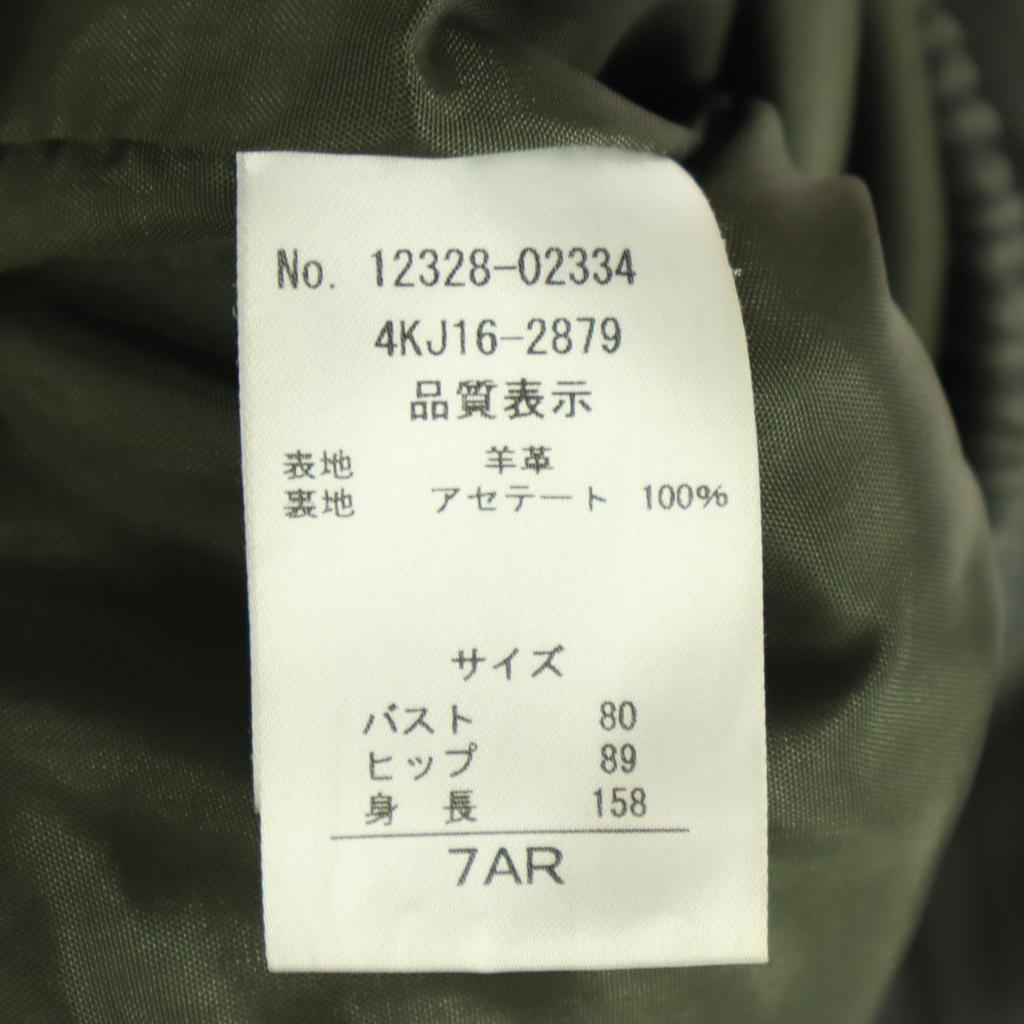 No. 12328-02334
4KJ16-2879
品質表示
表地 羊革
裏地 アセテート 100%
サイズ
バスト 80
ヒップ 89
身長 158
7AR